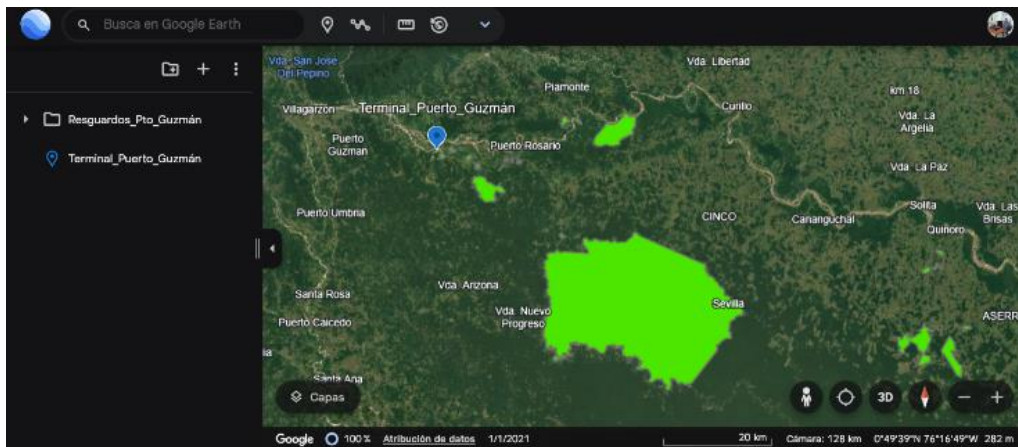 Busca en Google Earth
Resguardos_Pto_Guzmán
Terminal_Puerto_Guzmán
Vda. San Jose
Del Pepino
Vda. Libertad
Piamonte
km 18
Villagarzón
Terminal_Puerto_Guzmán
Curillo
Vda. La
Argelia
Puerto
Guzman
Puerto Rosario
Vda. La Paz
Puerto Umbria
CINCO
Cananguchal
Solita
Vda. Las
Brisas
Quiñoro
Vda. Arizona
Santa Rosa
Vda. Nuevo
Progreso
Sevilla
Puerto Caicedo
ASERR
ia
Santa Ana
Capas
3D
Google
100 %
Atribución de datos
1/1/2021
20 km
Cámara: 128 km
0°49'39"N 76°16'49"W
282 m